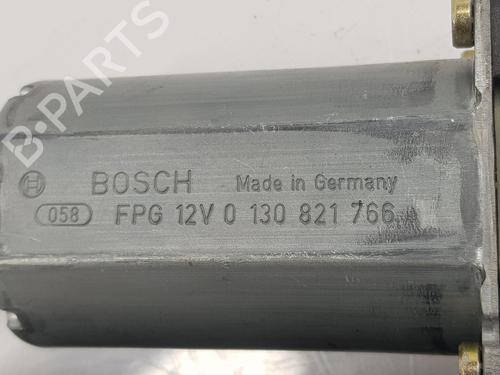 B-PARTS
BOSCH Made in Germany
058 FPG 12V 0 130 821 766